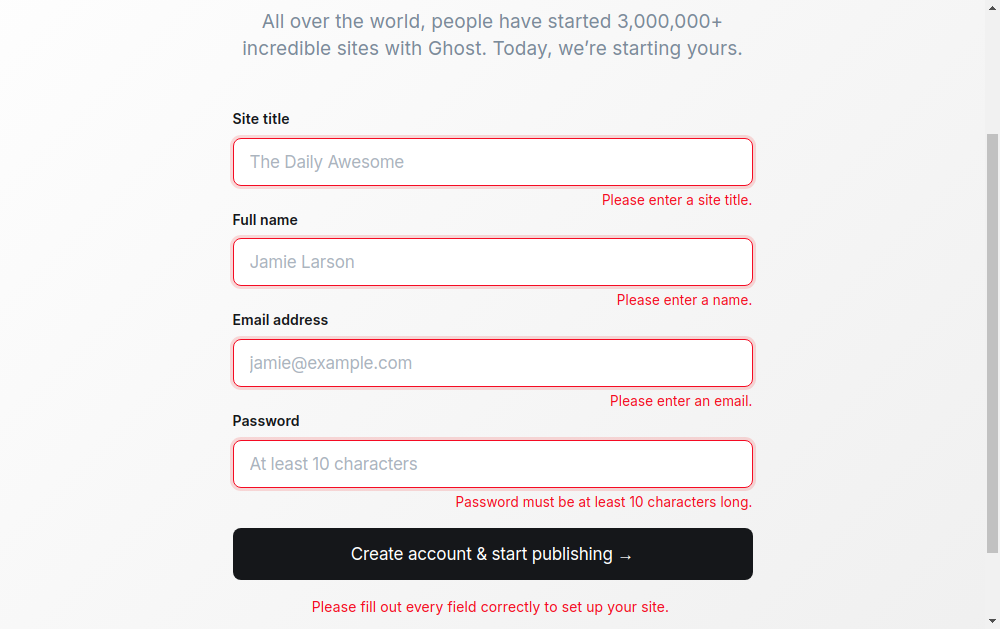 All over the world, people have started 3,000,000+
incredible sites with Ghost. Today, we’re starting yours.
Site title
The Daily Awesome
Please enter a site title.
Full name
Jamie Larson
Please enter a name.
Email address
jamie@example.com
Please enter an email.
Password
At least 10 characters
Password must be at least 10 characters long.
Create account & start publishing →
Please fill out every field correctly to set up your site.